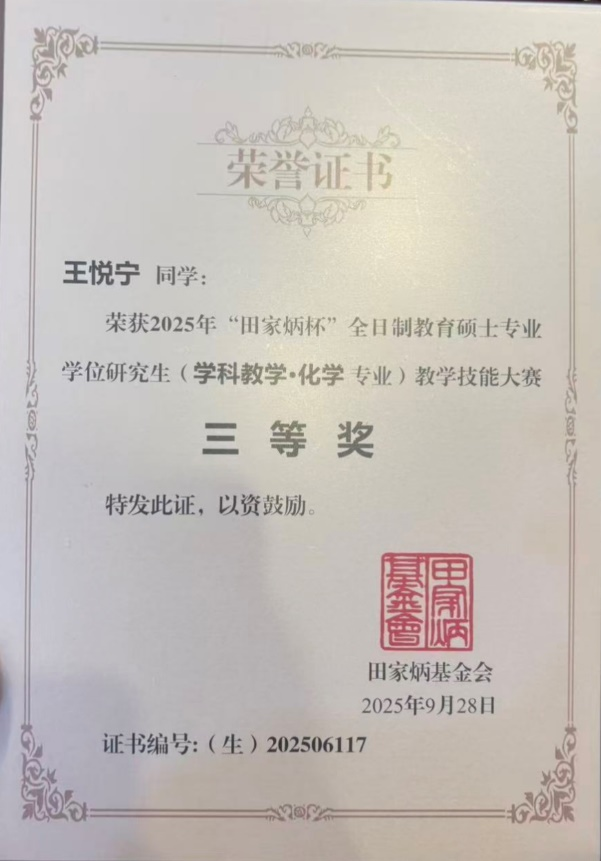 荣誉证书
王悦宁 同学：
荣获2025年“田家炳杯”全日制教育硕士专业
学位研究生（学科教学·化学 专业）教学技能大赛
三等奖
特发此证，以资鼓励。
田家炳
基金會
田家炳基金会
2025年9月28日
证书编号:（生）202506117